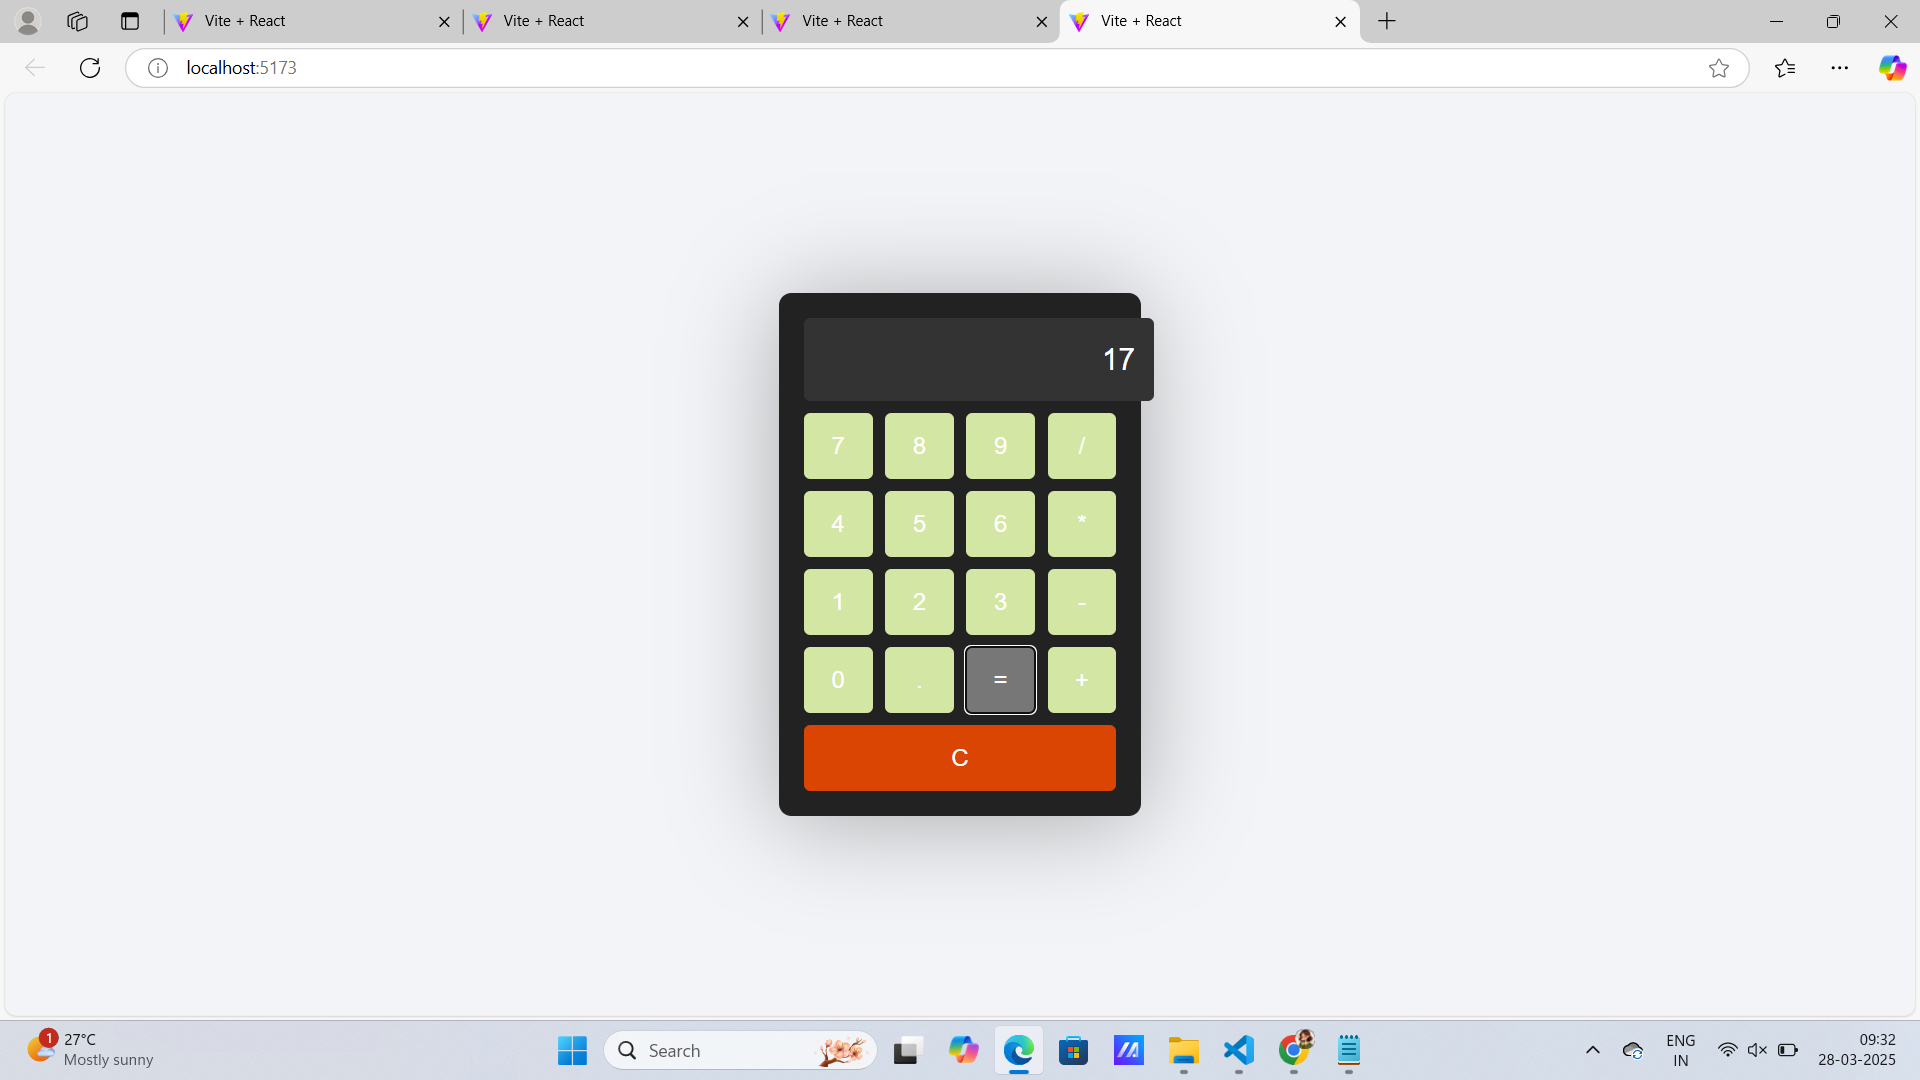 Vite + React
Vite + React
Vite + React
Vite + React
localhost:5173
17
7 8 9 /
4 5 6 *
1 2 3 -
0 . = +
C
1
27°C
Mostly sunny
Search
ENG
IN
09:32
28-03-2025